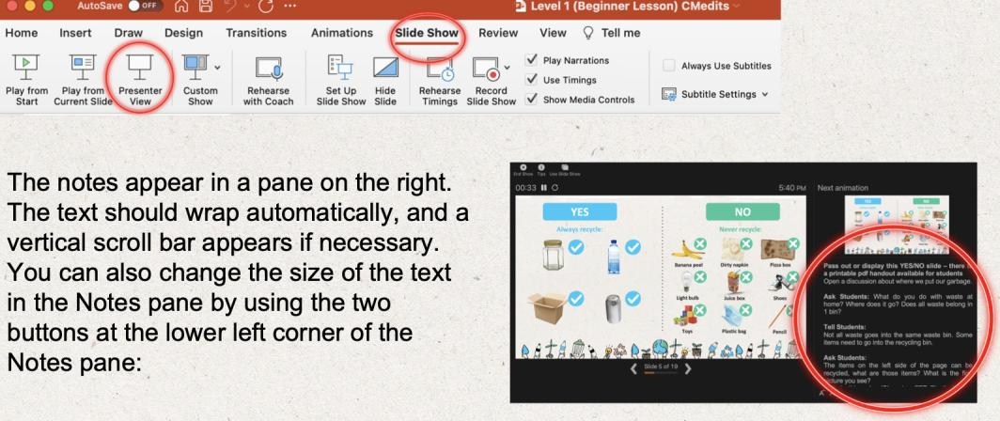 AutoSave OFF
Level 1 (Beginner Lesson) CMedits
Home Insert Draw Design Transitions Animations Slide Show Review View Tell me
Play from Start
Play from Current Slide
Presenter View
Custom Show
Rehearse with Coach
Set Up Slide Show
Hide Slide
Rehearse Timings
Record Slide Show
Play Narrations
Use Timings
Show Media Controls
Always Use Subtitles
Subtitle Settings
The notes appear in a pane on the right.
The text should wrap automatically, and a
vertical scroll bar appears if necessary.
You can also change the size of the text
in the Notes pane by using the two
buttons at the lower left corner of the
Notes pane:
End Show Tips Use Slide Show
00:33
5:40 PM
Next animation
YES
Always recycle:
NO
Never recycle:
Banana peel Dirty napkin Pizza box
Light bulb Juice box Shoes
Toys Plastic bag Pencil
Slide 5 of 19
YES NO
Pass out or display this YES/NO slide – there
a printable pdf handout available for students
Open a discussion about where we put our garbage.
Ask Students: What do you do with waste at
home? Where does it go? Does all waste belong in
1 bin?
Tell Students:
Not all waste goes into the same waste bin. Some
items need to go into the recycling bin.
Ask Students:
The items on the left side of the page can be
recycled, what are those items? What is the
picture you see?